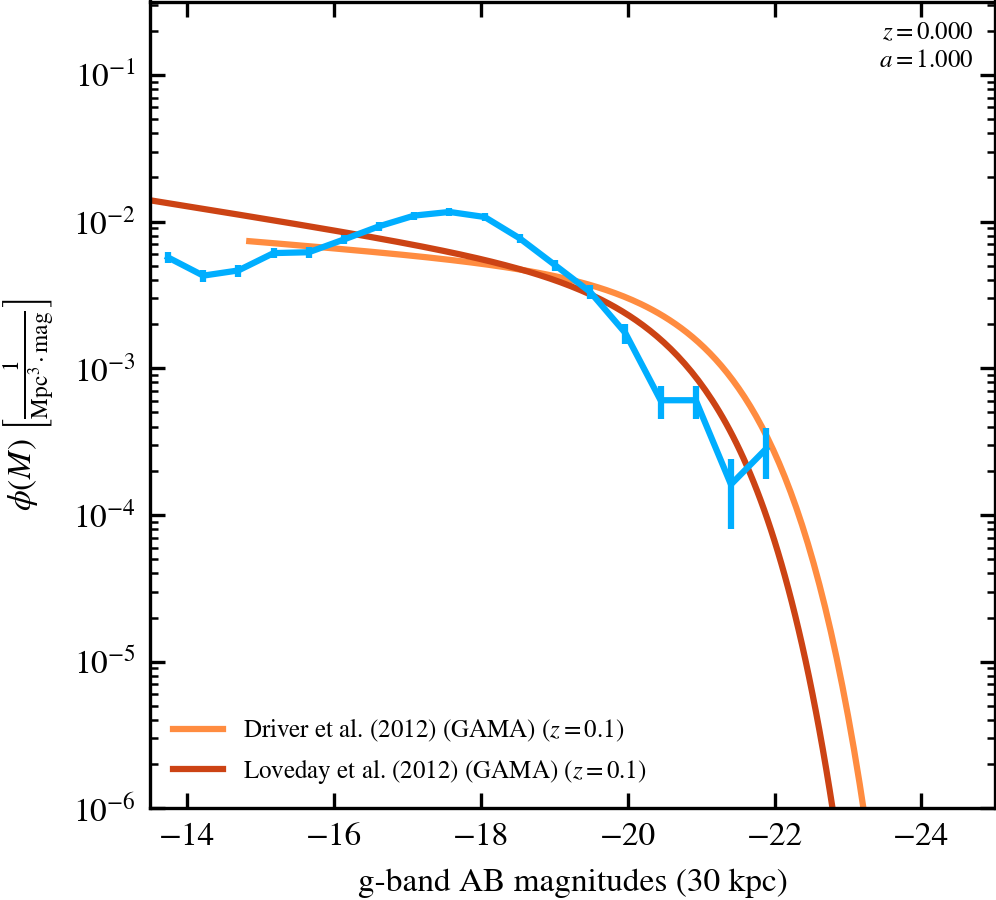 z = 0.000
a = 1.000
10⁻¹
10⁻²
10⁻³
10⁻⁴
10⁻⁵
10⁻⁶
ϕ(M) [1 / Mpc³ · mag]
Driver et al. (2012) (GAMA) (z = 0.1)
Loveday et al. (2012) (GAMA) (z = 0.1)
−14 −16 −18 −20 −22 −24
g-band AB magnitudes (30 kpc)